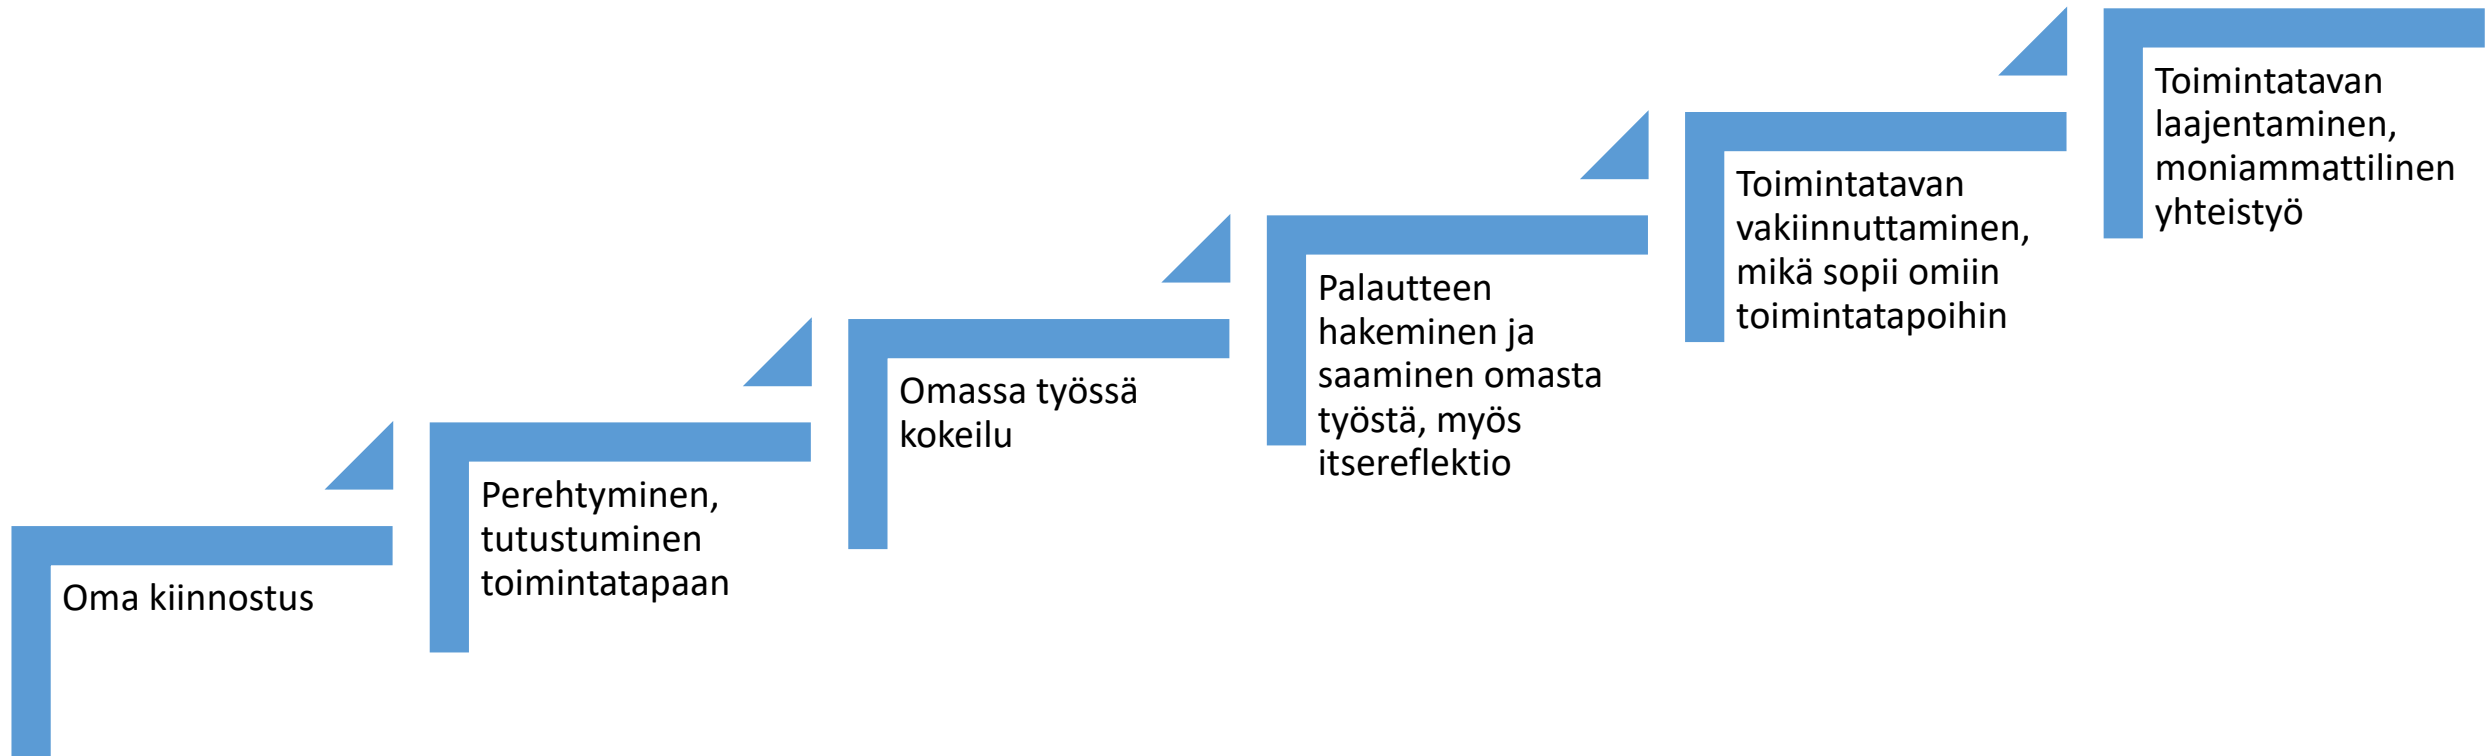 Oma kiinnostus
Perehtyminen,
tutustuminen
toimintatapaan
Omassa työssä
kokeilu
Palautteen
hakeminen ja
saaminen omasta
työstä, myös
itsereflektio
Toimintatavan
vakiinnuttaminen,
mikä sopii omiin
toimintatapoihin
Toimintatavan
laajentaminen,
moniammattilinen
yhteistyö